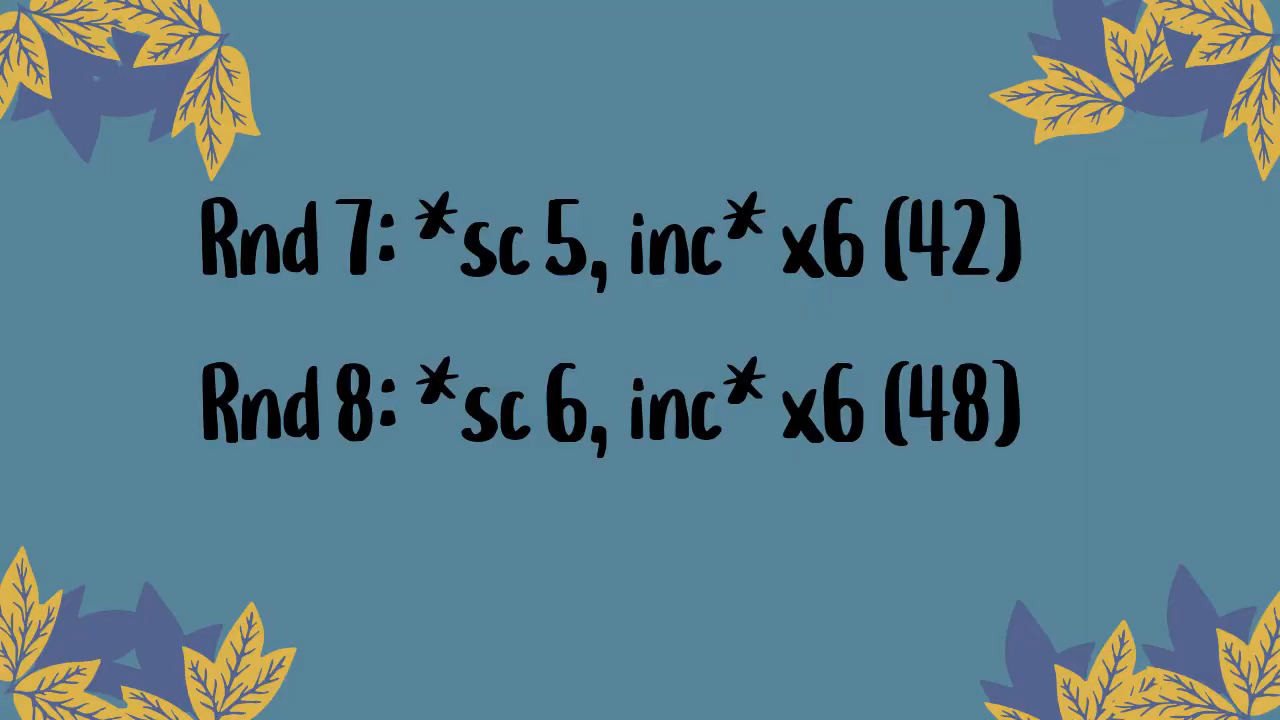 Rnd 7: *sc 5, inc* x6 (42)
Rnd 8: *sc 6, inc* x6 (48)